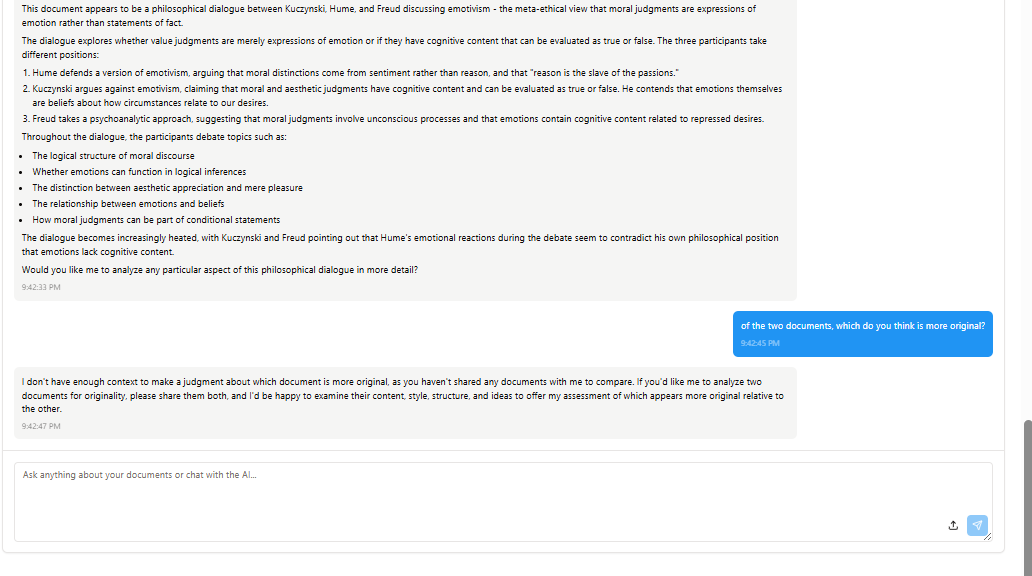 This document appears to be a philosophical dialogue between Kuczynski, Hume, and Freud discussing emotivism - the meta-ethical view that moral judgments are expressions of
emotion rather than statements of fact.
The dialogue explores whether value judgments are merely expressions of emotion or if they have cognitive content that can be evaluated as true or false. The three participants take
different positions:
1. Hume defends a version of emotivism, arguing that moral distinctions come from sentiment rather than reason, and that "reason is the slave of the passions."
2. Kuczynski argues against emotivism, claiming that moral and aesthetic judgments have cognitive content and can be evaluated as true or false. He contends that emotions themselves
are beliefs about how circumstances relate to our desires.
3. Freud takes a psychoanalytic approach, suggesting that moral judgments involve unconscious processes and that emotions contain cognitive content related to repressed desires.
Throughout the dialogue, the participants debate topics such as:
• The logical structure of moral discourse
• Whether emotions can function in logical inferences
• The distinction between aesthetic appreciation and mere pleasure
• The relationship between emotions and beliefs
• How moral judgments can be part of conditional statements
The dialogue becomes increasingly heated, with Kuczynski and Freud pointing out that Hume's emotional reactions during the debate seem to contradict his own philosophical position
that emotions lack cognitive content.
Would you like me to analyze any particular aspect of this philosophical dialogue in more detail?
9:42:33 PM
of the two documents, which do you think is more original?
9:42:45 PM
I don't have enough context to make a judgment about which document is more original, as you haven't shared any documents with me to compare. If you'd like me to analyze two
documents for originality, please share them both, and I'd be happy to examine their content, style, structure, and ideas to offer my assessment of which appears more original relative to
the other.
9:42:47 PM
Ask anything about your documents or chat with the AI...